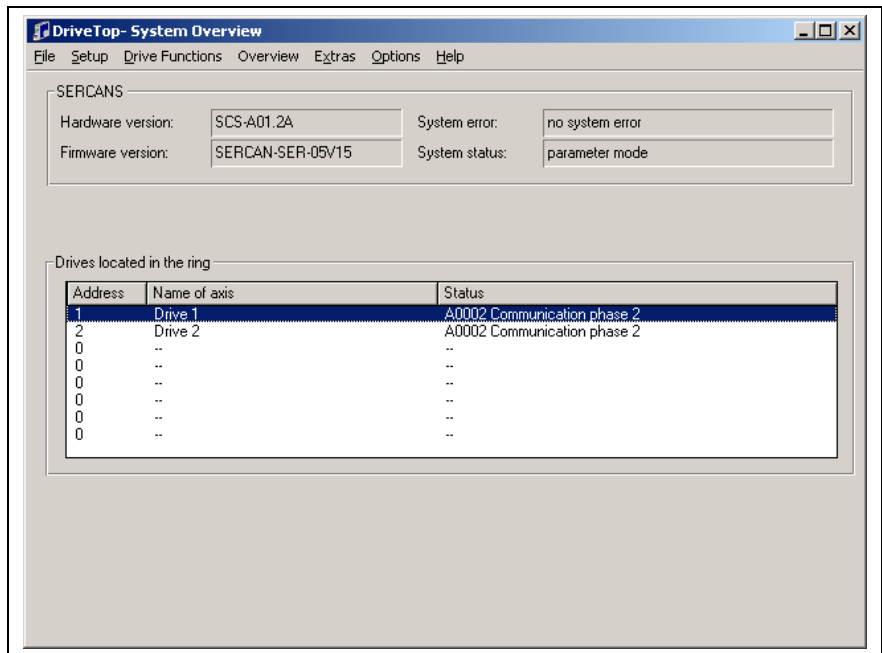 DriveTop- System Overview
File Setup Drive Functions Overview Extras Options Help
SERCANS
Hardware version: SCS-A01.2A System error: no system error
Firmware version: SERCAN-SER-05V15 System status: parameter mode
Drives located in the ring
Address Name of axis Status
1 Drive 1 A0002 Communication phase 2
2 Drive 2 A0002 Communication phase 2
0 -- --
0 -- --
0 -- --
0 -- --
0 -- --
0 -- --